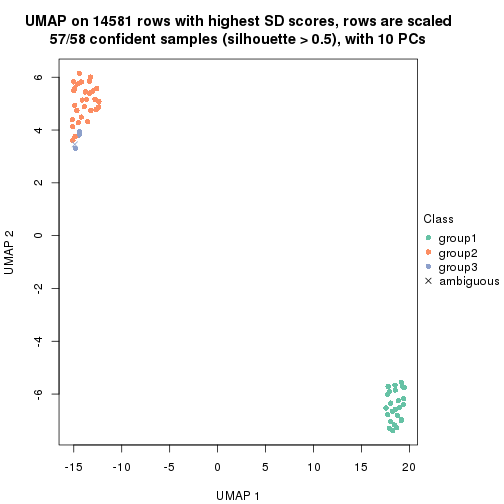 UMAP on 14581 rows with highest SD scores, rows are scaled
57/58 confident samples (silhouette > 0.5), with 10 PCs
6
4
2
0
-2
-4
-6
UMAP 2
-15
-10
-5
0
5
10
15
20
UMAP 1
Class
group1
group2
group3
ambiguous